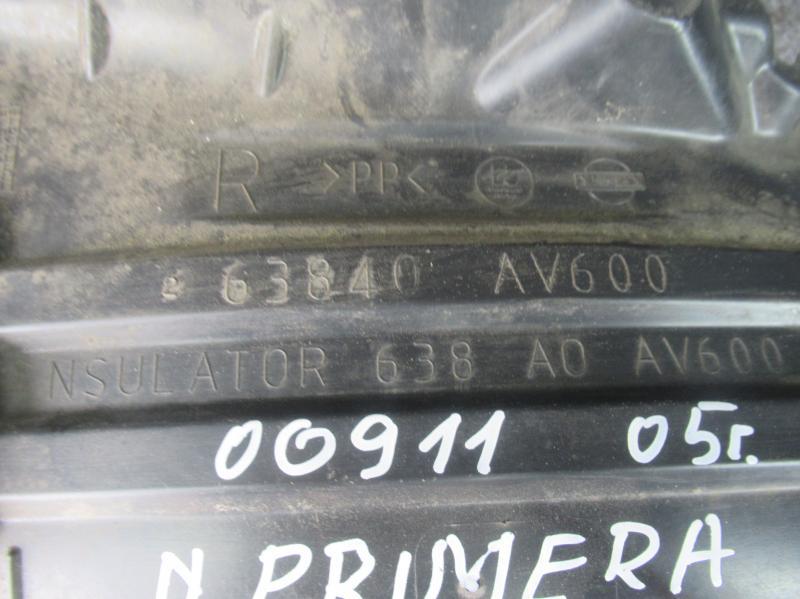 R >PP<
63840 AV600
NSULATOR 638 A0 AV600
00911 05г.
N.PRIMERA